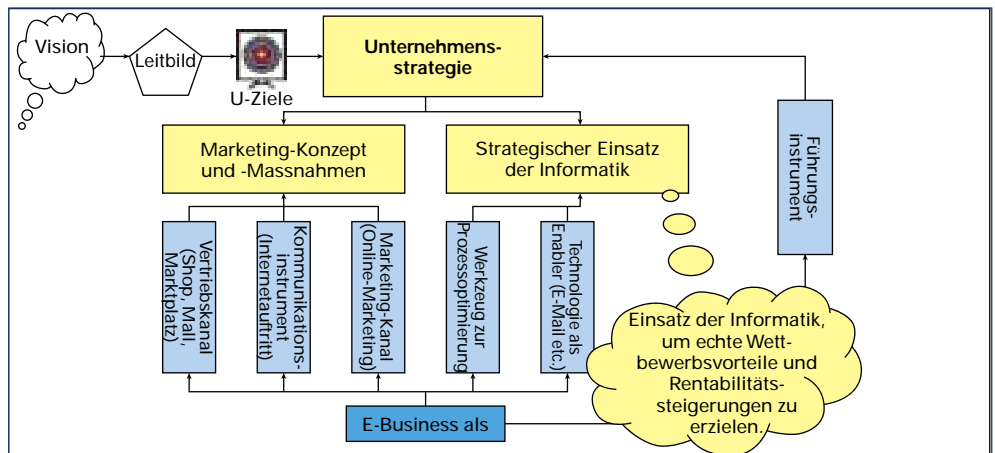 Vision
Leitbild
U-Ziele
Unternehmens-
strategie
Marketing-Konzept
und -Massnahmen
Strategischer Einsatz
der Informatik
Führungs-
instrument
Vertriebskanal
(Shop, Mall,
Marktplatz)
Kommunikations-
instrument
(Internetauftritt)
Marketing-Kanal
(Online-Marketing)
Werkzeug zur
Prozessoptimierung
Technologie als
Enabler (E-Mail etc.)
Einsatz der Informatik,
um echte Wett-
bewerbsvorteile und
Rentabilitäts-
steigerungen zu
erzielen.
E-Business als